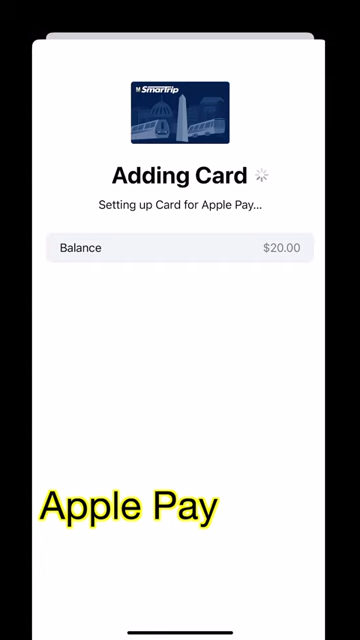 SmarTrip
Adding Card
Setting up Card for Apple Pay...
Balance $20.00
Apple Pay